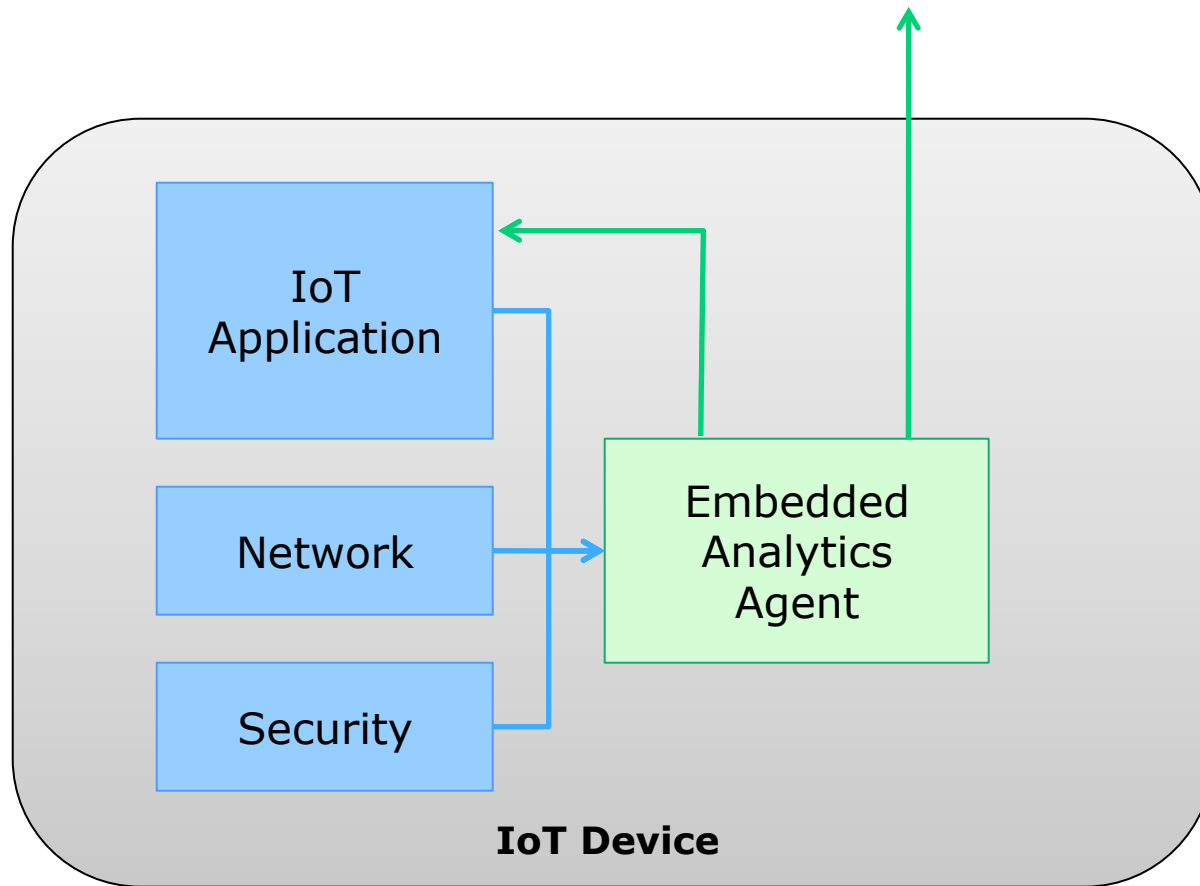 IoT
Application
Network
Security
Embedded
Analytics
Agent
IoT Device